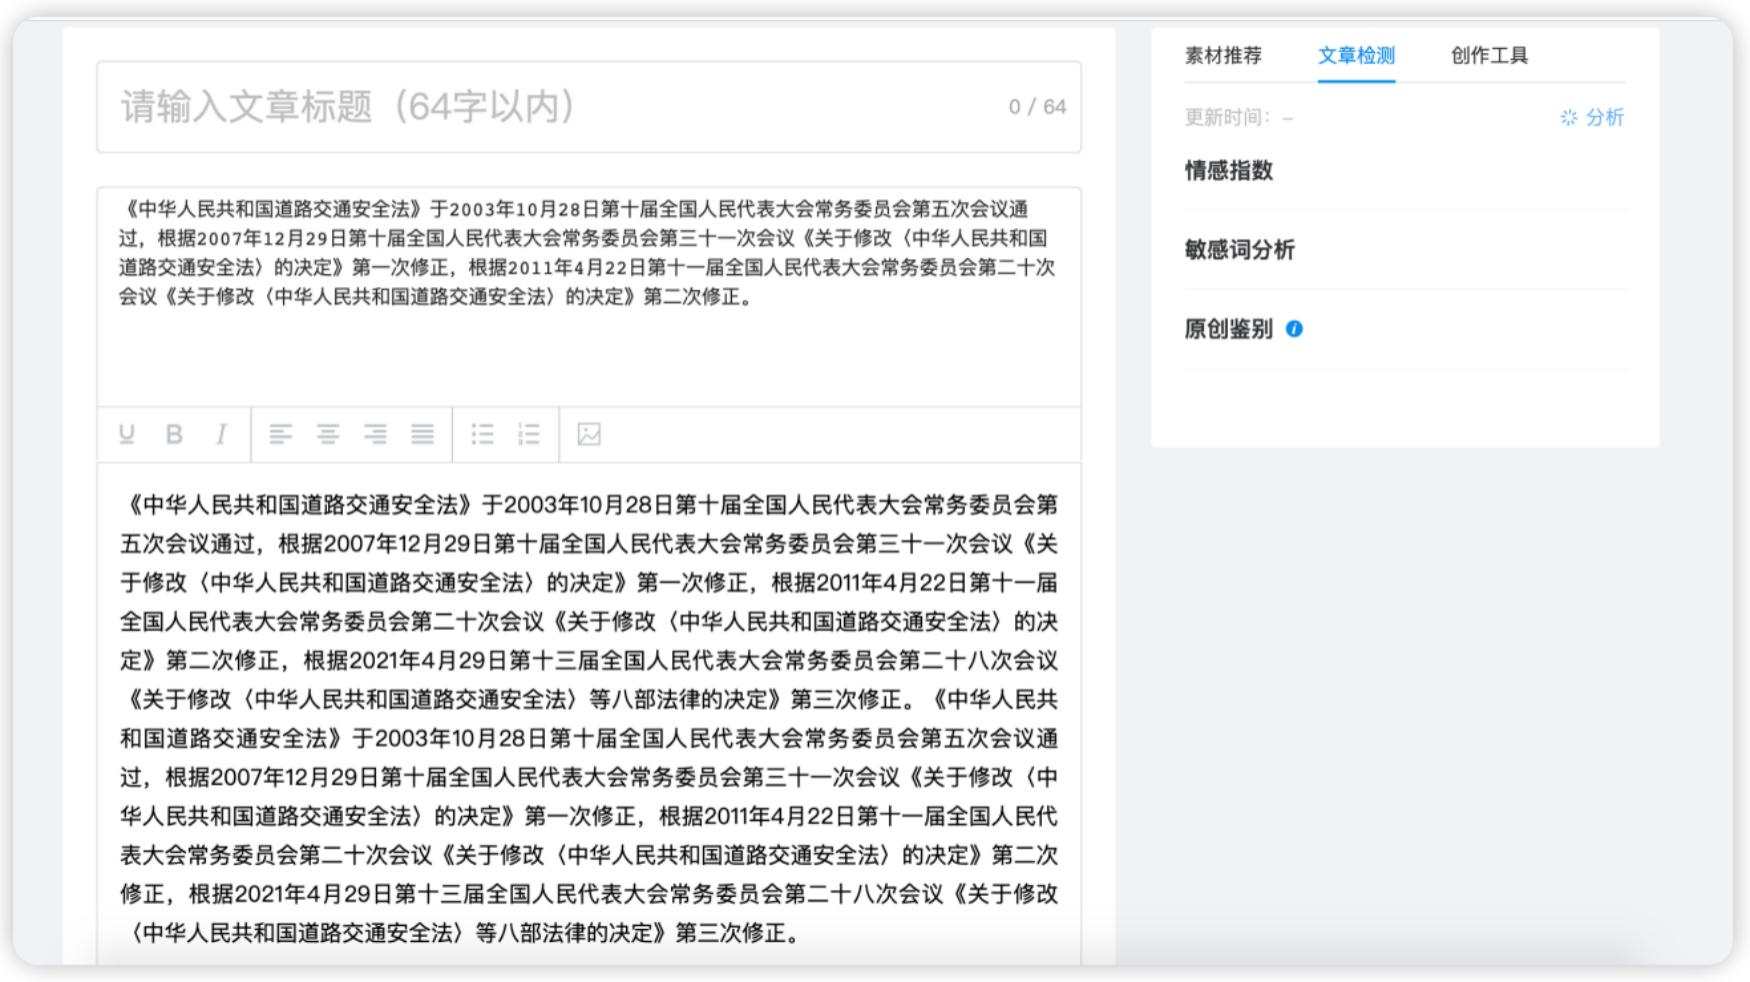 请输入文章标题（64字以内）
0 / 64
《中华人民共和国道路交通安全法》于2003年10月28日第十届全国人民代表大会常务委员会第五次会议通
过，根据2007年12月29日第十届全国人民代表大会常务委员会第三十一次会议《关于修改〈中华人民共和国
道路交通安全法〉的决定》第一次修正，根据2011年4月22日第十一届全国人民代表大会常务委员会第二十次
会议《关于修改〈中华人民共和国道路交通安全法〉的决定》第二次修正。
U B I
《中华人民共和国道路交通安全法》于2003年10月28日第十届全国人民代表大会常务委员会第
五次会议通过，根据2007年12月29日第十届全国人民代表大会常务委员会第三十一次会议《关
于修改〈中华人民共和国道路交通安全法〉的决定》第一次修正，根据2011年4月22日第十一届
全国人民代表大会常务委员会第二十次会议《关于修改〈中华人民共和国道路交通安全法〉的决
定》第二次修正，根据2021年4月29日第十三届全国人民代表大会常务委员会第二十八次会议
《关于修改〈中华人民共和国道路交通安全法〉等八部法律的决定》第三次修正。《中华人民共
和国道路交通安全法》于2003年10月28日第十届全国人民代表大会常务委员会第五次会议通
过，根据2007年12月29日第十届全国人民代表大会常务委员会第三十一次会议《关于修改〈中
华人民共和国道路交通安全法〉的决定》第一次修正，根据2011年4月22日第十一届全国人民代
表大会常务委员会第二十次会议《关于修改〈中华人民共和国道路交通安全法〉的决定》第二次
修正，根据2021年4月29日第十三届全国人民代表大会常务委员会第二十八次会议《关于修改
〈中华人民共和国道路交通安全法〉等八部法律的决定》第三次修正。
素材推荐 文章检测 创作工具
更新时间：– 分析
情感指数
敏感词分析
原创鉴别